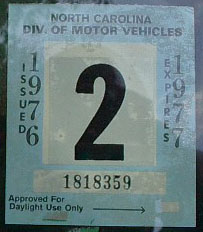 NORTH CAROLINA
DIV. OF MOTOR VEHICLES
ISSUED 1976
2
EXPIRES 1977
1818359
Approved For
Daylight Use Only